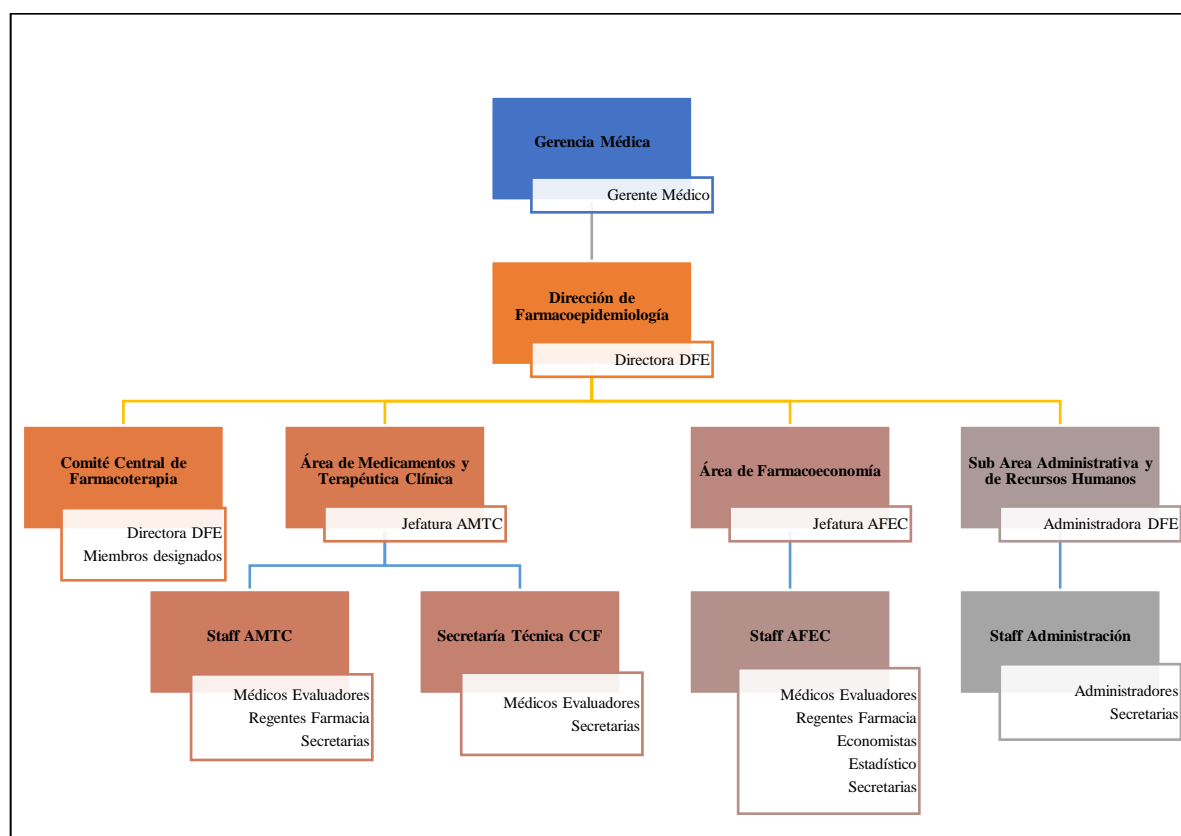 Gerencia Médica
Gerente Médico
Dirección de
Farmacoepidemiología
Directora DFE
Comité Central de
Farmacoterapia
Directora DFE
Miembros designados
Área de Medicamentos y
Terapéutica Clínica
Jefatura AMTC
Área de Farmacoeconomía
Jefatura AFEC
Sub Area Administrativa y
de Recursos Humanos
Administradora DFE
Staff AMTC
Médicos Evaluadores
Regentes Farmacia
Secretarias
Secretaría Técnica CCF
Médicos Evaluadores
Secretarias
Staff AFEC
Médicos Evaluadores
Regentes Farmacia
Economistas
Estadístico
Secretarias
Staff Administración
Administradores
Secretarias